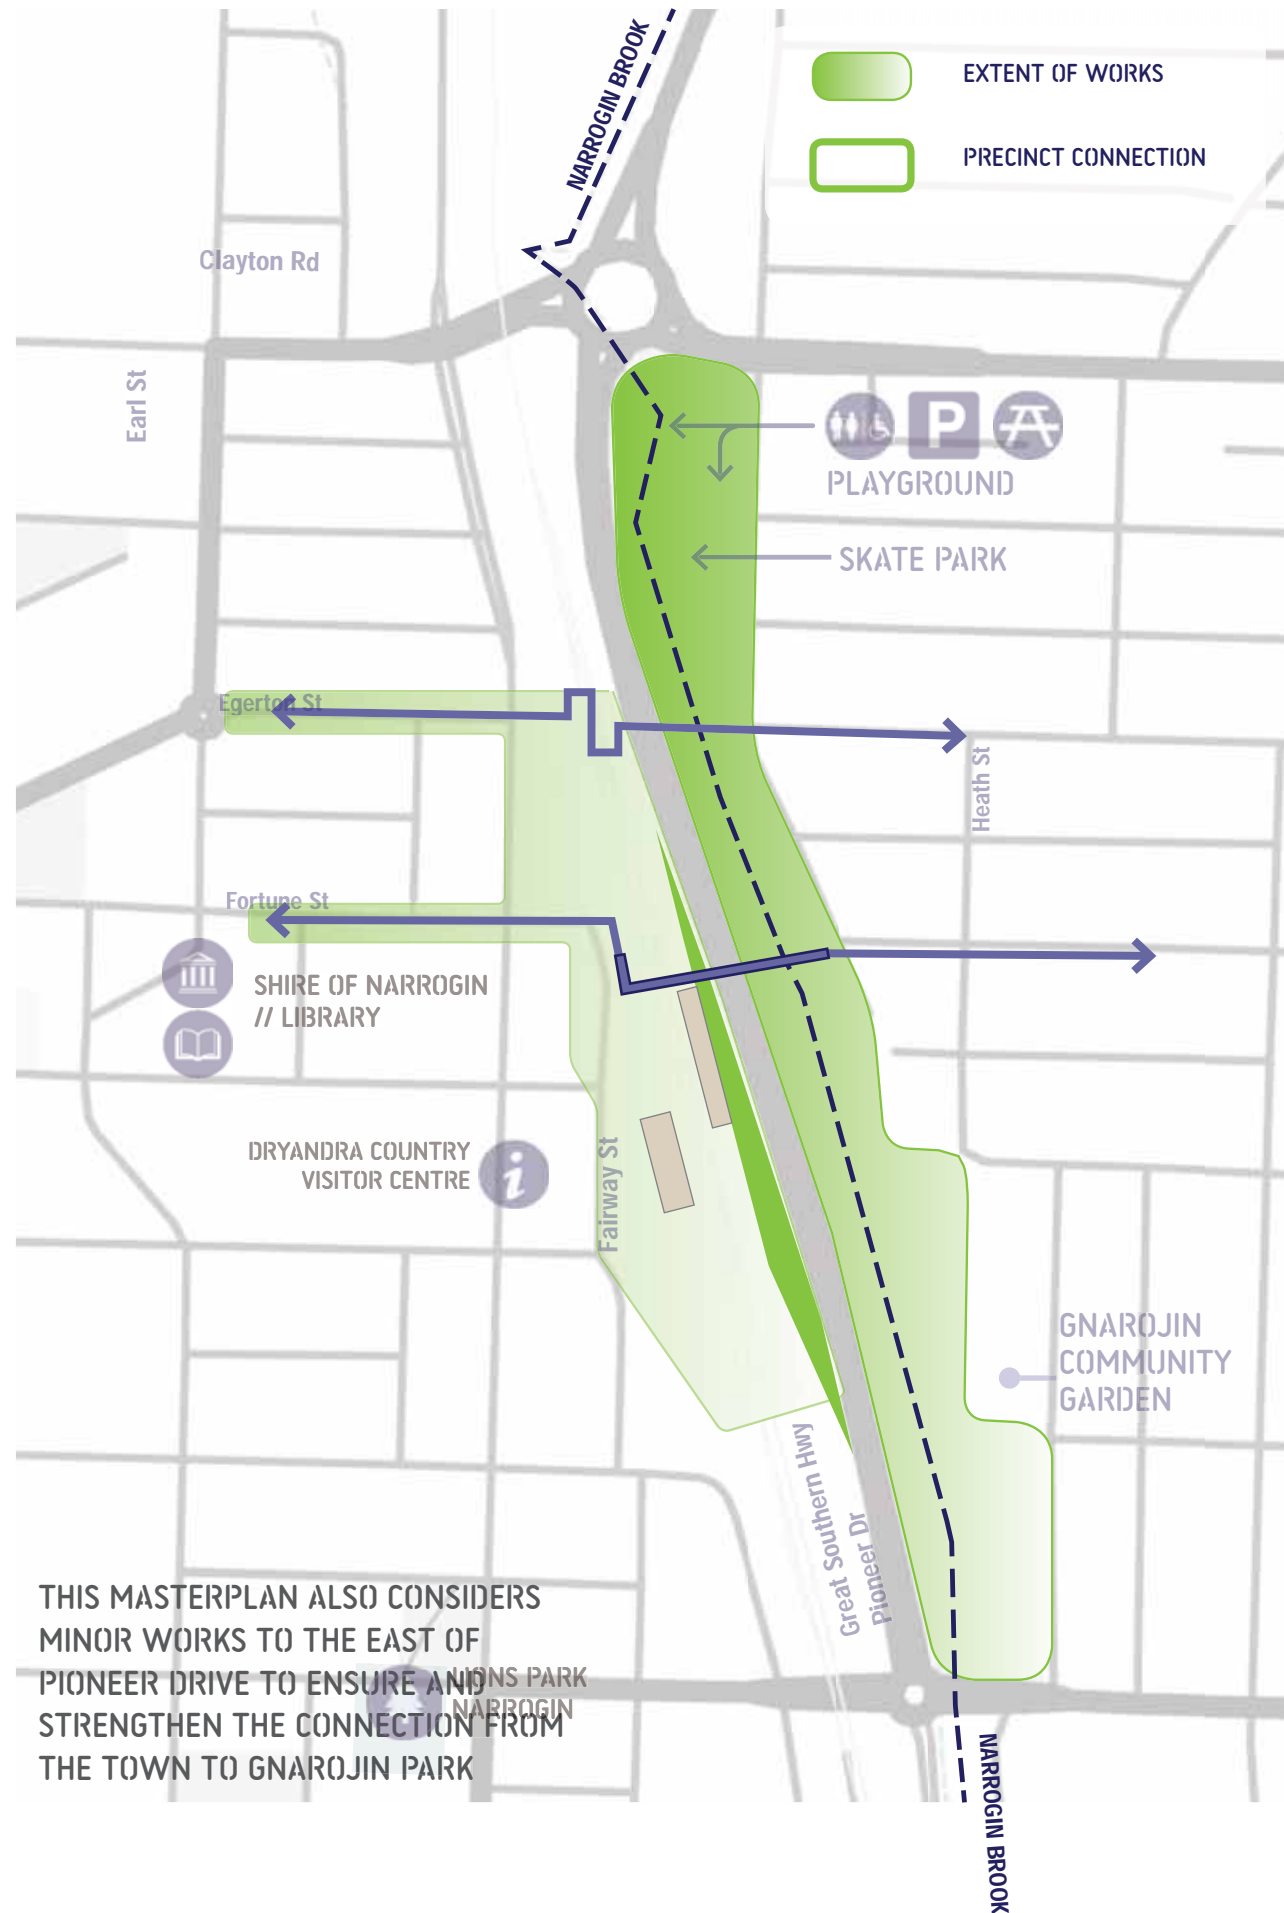 NARROGIN BROOK
EXTENT OF WORKS
PRECINCT CONNECTION
Clayton Rd
Earl St
P
PLAYGROUND
SKATE PARK
Egerton St
Heath St
Fortune St
SHIRE OF NARROGIN
// LIBRARY
DRYANDRA COUNTRY
VISITOR CENTRE
i
Fairway St
GNAROJIN
COMMUNITY
GARDEN
Great Southern Hwy
Pioneer Dr
THIS MASTERPLAN ALSO CONSIDERS
MINOR WORKS TO THE EAST OF
PIONEER DRIVE TO ENSURE AND
STRENGTHEN THE CONNECTION FROM
THE TOWN TO GNAROJIN PARK
LIONS PARK
NARROGIN
NARROGIN BROOK